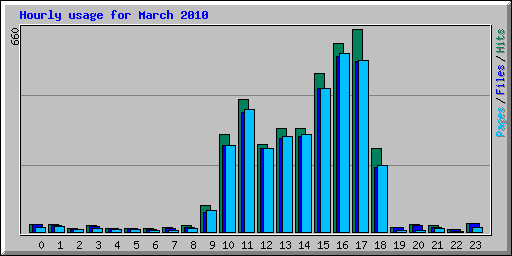 Hourly usage for March 2010
660
Pages / Files / Hits
0 1 2 3 4 5 6 7 8 9 10 11 12 13 14 15 16 17 18 19 20 21 22 23